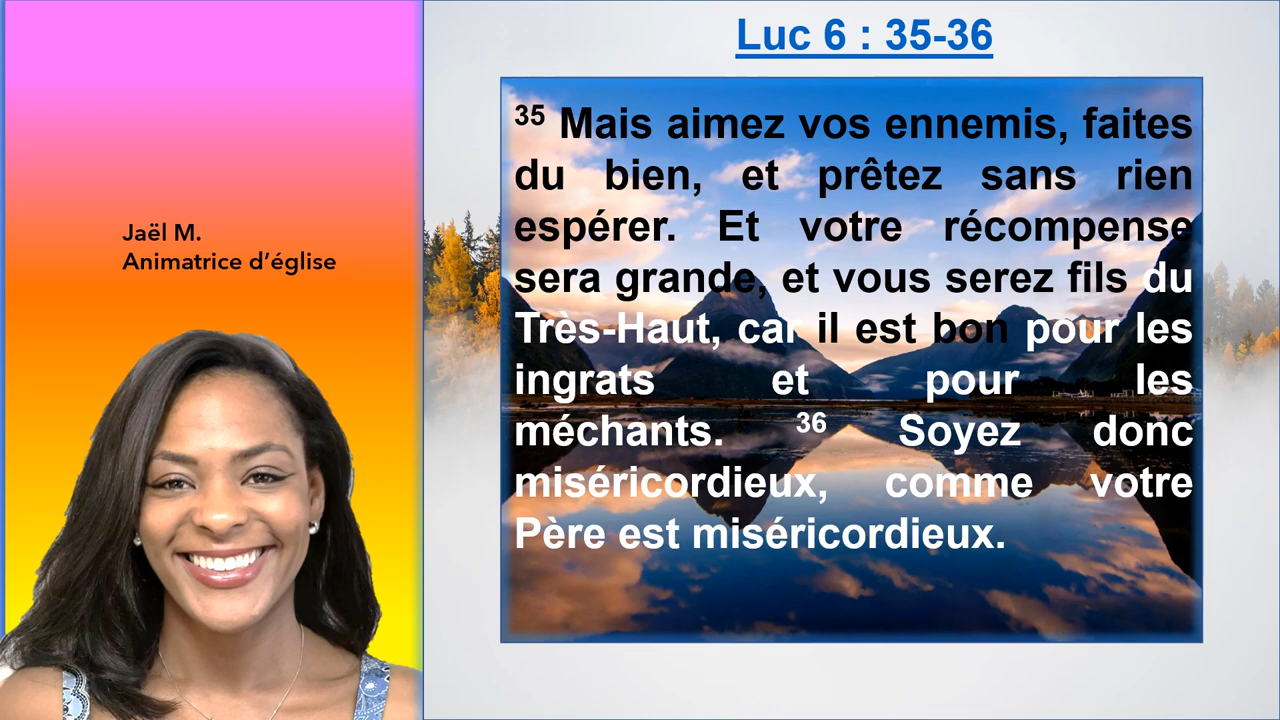 Luc 6 : 35-36
35 Mais aimez vos ennemis, faites
du bien, et prêtez sans rien
espérer. Et votre récompense
sera grande, et vous serez fils du
Très-Haut, car il est bon pour les
ingrats et pour les
méchants. 36 Soyez donc
miséricordieux, comme votre
Père est miséricordieux.
Jaël M.
Animatrice d’église